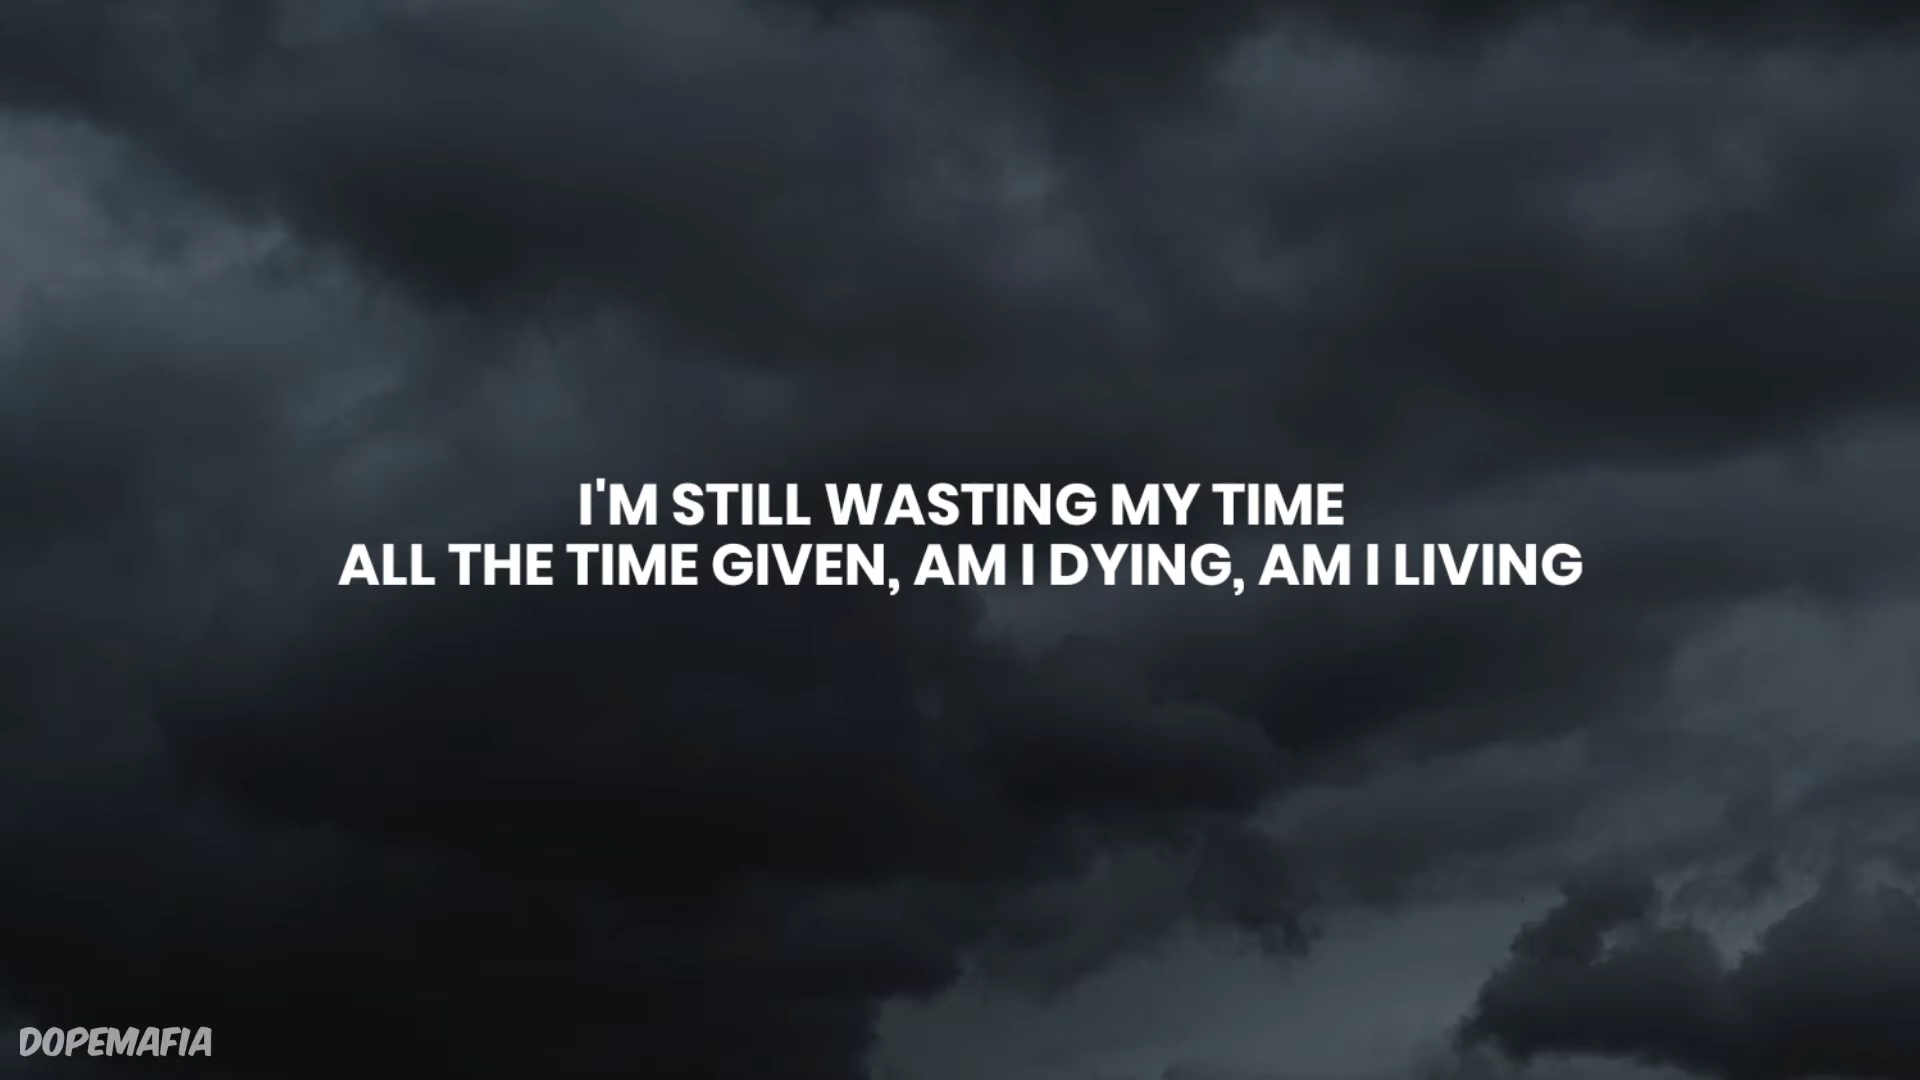 I'M STILL WASTING MY TIME
ALL THE TIME GIVEN, AM I DYING, AM I LIVING
DOPEMAFIA